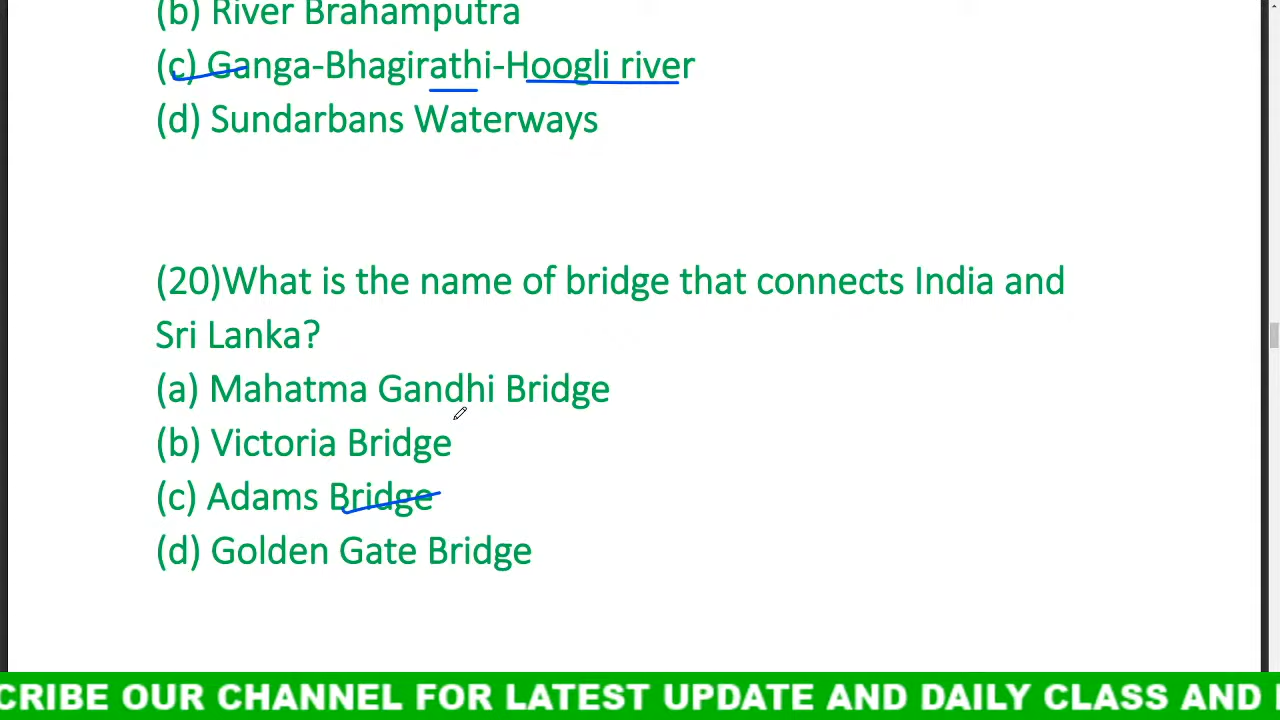 (b) River Brahamputra
(c) Ganga-Bhagirathi-Hoogli river
(d) Sundarbans Waterways
(20)What is the name of bridge that connects India and
Sri Lanka?
(a) Mahatma Gandhi Bridge
(b) Victoria Bridge
(c) Adams Bridge
(d) Golden Gate Bridge
CRIBE OUR CHANNEL FOR LATEST UPDATE AND DAILY CLASS AND